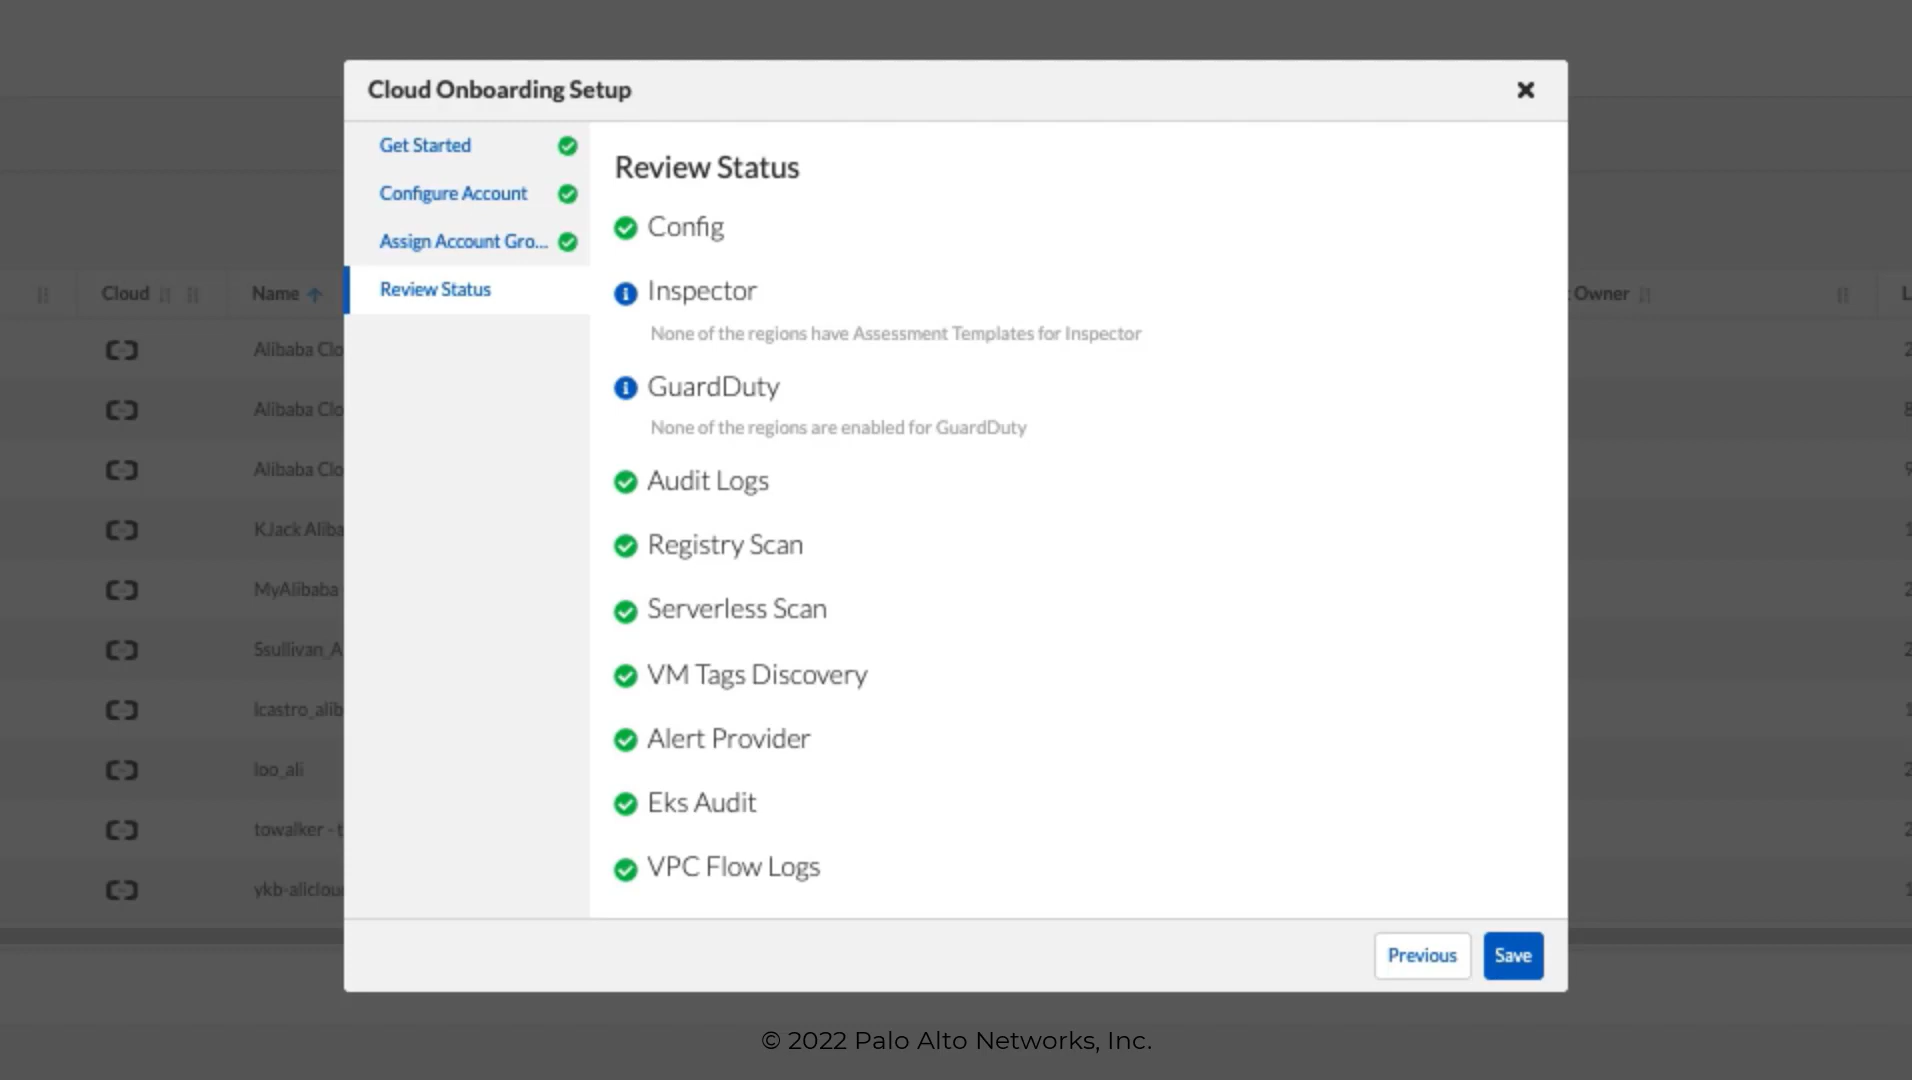 Cloud Onboarding Setup
Get Started
Configure Account
Assign Account Gro...
Review Status
Review Status
Config
Inspector
None of the regions have Assessment Templates for Inspector
GuardDuty
None of the regions are enabled for GuardDuty
Audit Logs
Registry Scan
Serverless Scan
VM Tags Discovery
Alert Provider
Eks Audit
VPC Flow Logs
Previous
Save
Cloud
Name
Owner
Alibaba Clo
Alibaba Clo
Alibaba Clo
KJack Aliba
MyAlibaba
Ssullivan_A
lcastro_alib
loo_ali
towalker - t
ykb-aliclou
© 2022 Palo Alto Networks, Inc.